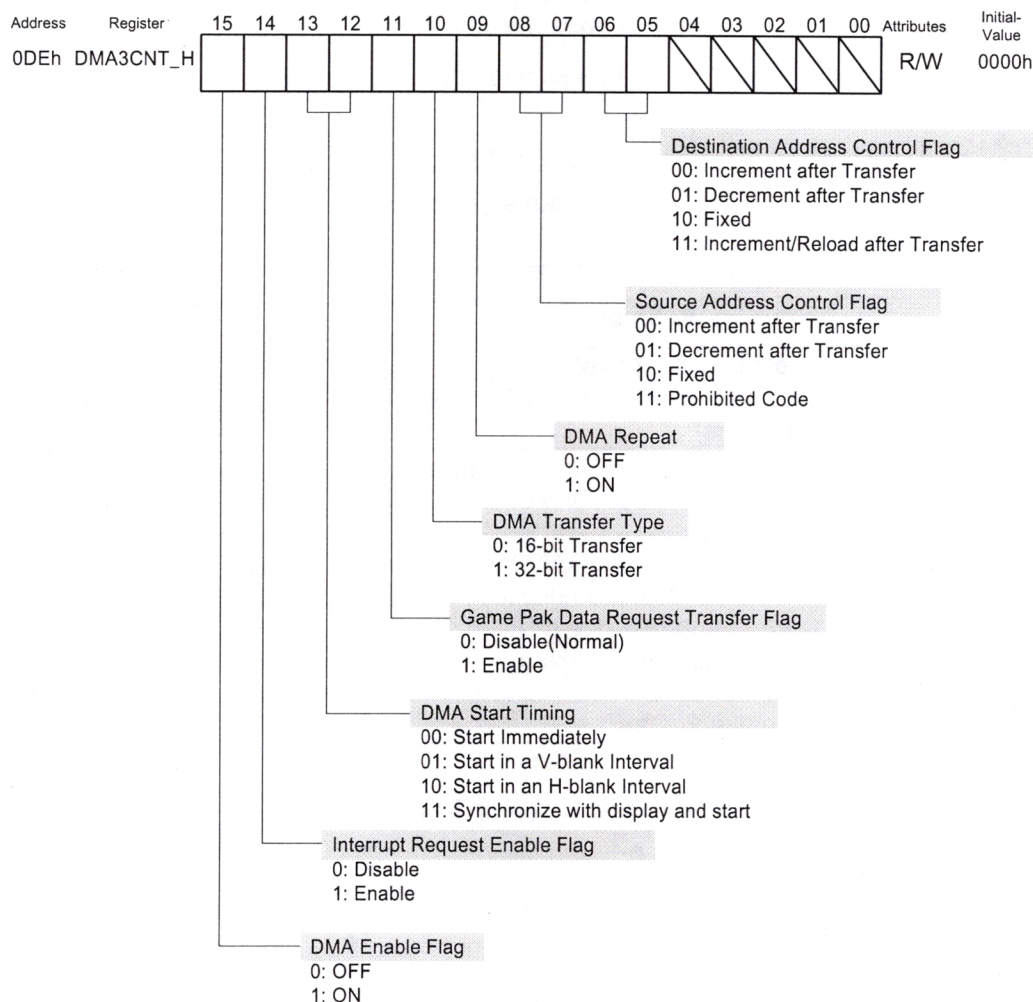 Address Register 15 14 13 12 11 10 09 08 07 06 05 04 03 02 01 00 Attributes Initial-
Value
0DEh DMA3CNT_H R/W 0000h
Destination Address Control Flag
00: Increment after Transfer
01: Decrement after Transfer
10: Fixed
11: Increment/Reload after Transfer
Source Address Control Flag
00: Increment after Transfer
01: Decrement after Transfer
10: Fixed
11: Prohibited Code
DMA Repeat
0: OFF
1: ON
DMA Transfer Type
0: 16-bit Transfer
1: 32-bit Transfer
Game Pak Data Request Transfer Flag
0: Disable(Normal)
1: Enable
DMA Start Timing
00: Start Immediately
01: Start in a V-blank Interval
10: Start in an H-blank Interval
11: Synchronize with display and start
Interrupt Request Enable Flag
0: Disable
1: Enable
DMA Enable Flag
0: OFF
1: ON